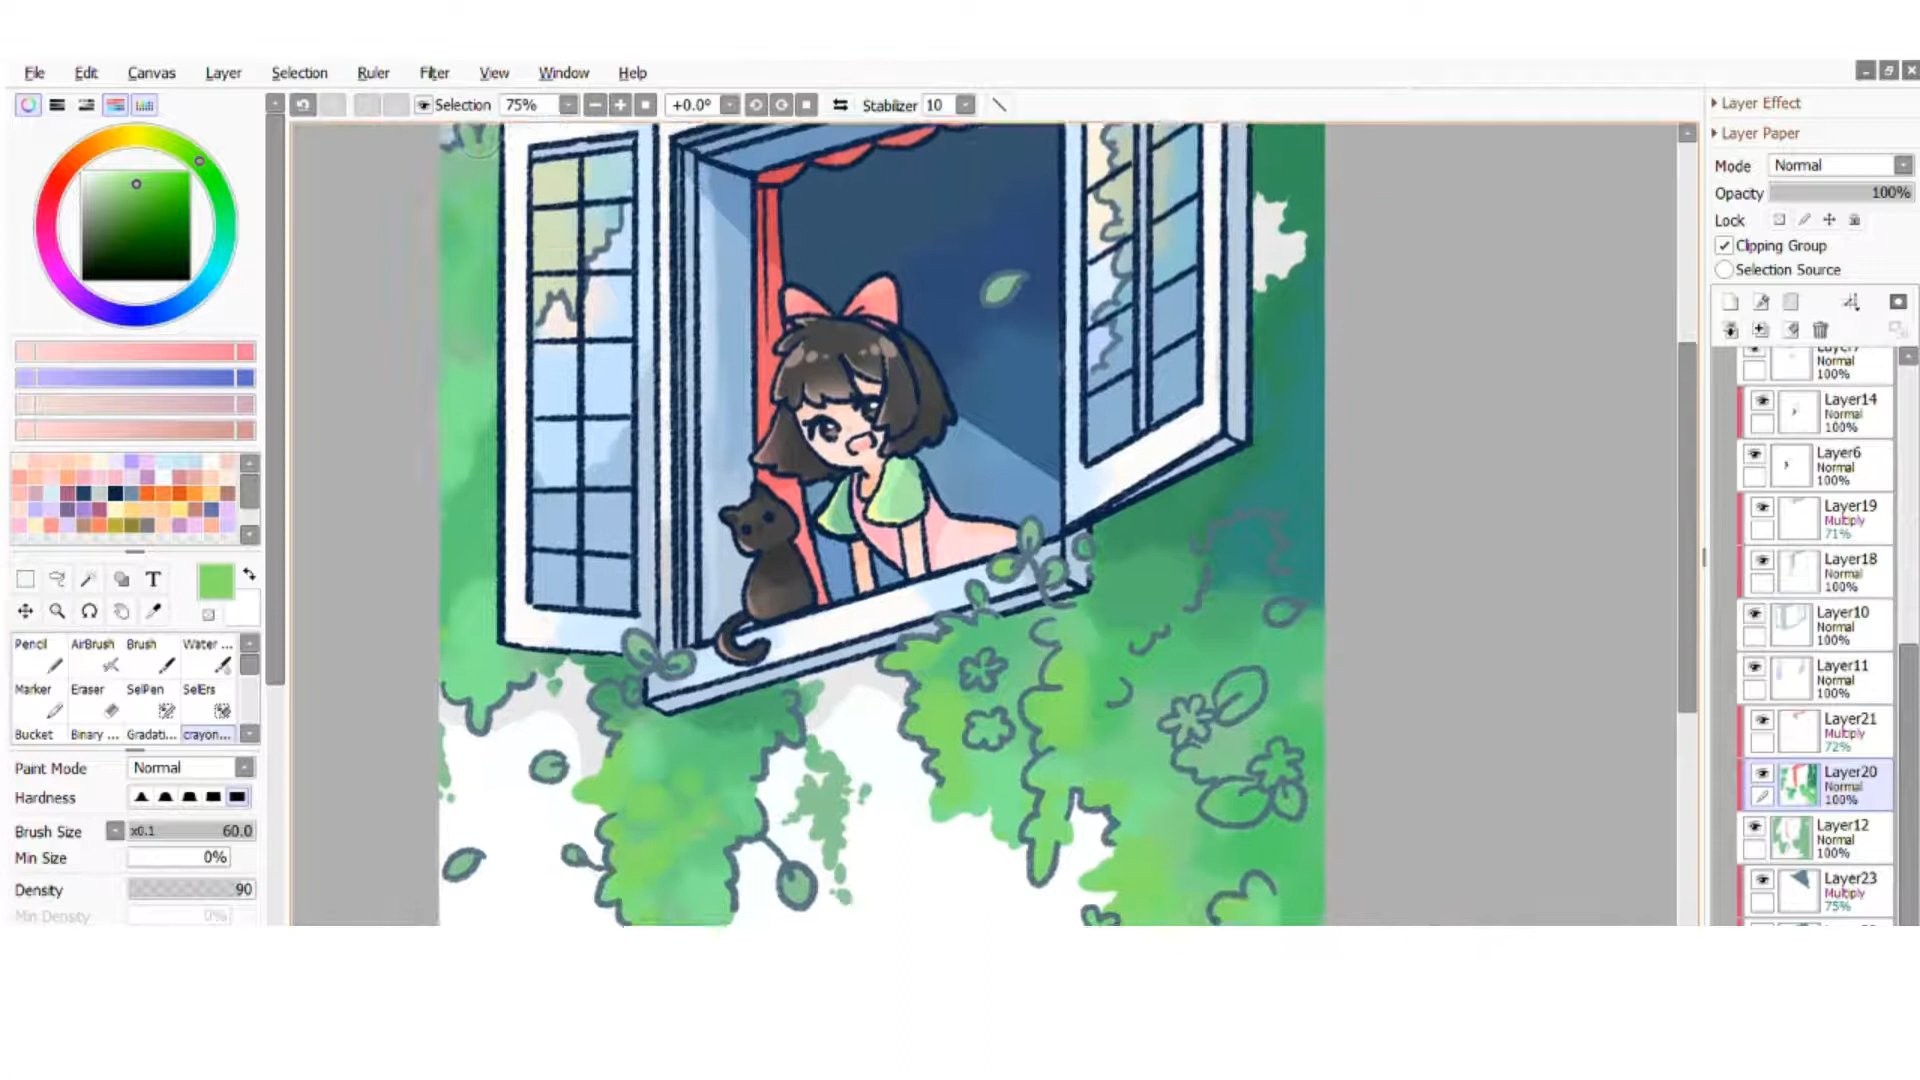 File Edit Canvas Layer Selection Ruler Filter View Window Help
Selection 75% +0.0° Stabilizer 10
Layer Effect
Layer Paper
Mode Normal
Opacity 100%
Lock
Clipping Group
Selection Source
T
Pencil AirBrush Brush Water ...
Marker Eraser SelPen SelErs
Bucket Binary ... Gradati... crayon...
Paint Mode Normal
Hardness
Brush Size x0.1 60.0
Min Size 0%
Density 90
Min Density 0%
Layer7
Normal
100%
Layer14
Normal
100%
Layer6
Normal
100%
Layer19
Multiply
71%
Layer18
Normal
100%
Layer10
Normal
100%
Layer11
Normal
100%
Layer21
Multiply
72%
Layer20
Normal
100%
Layer12
Normal
100%
Layer23
Multiply
75%